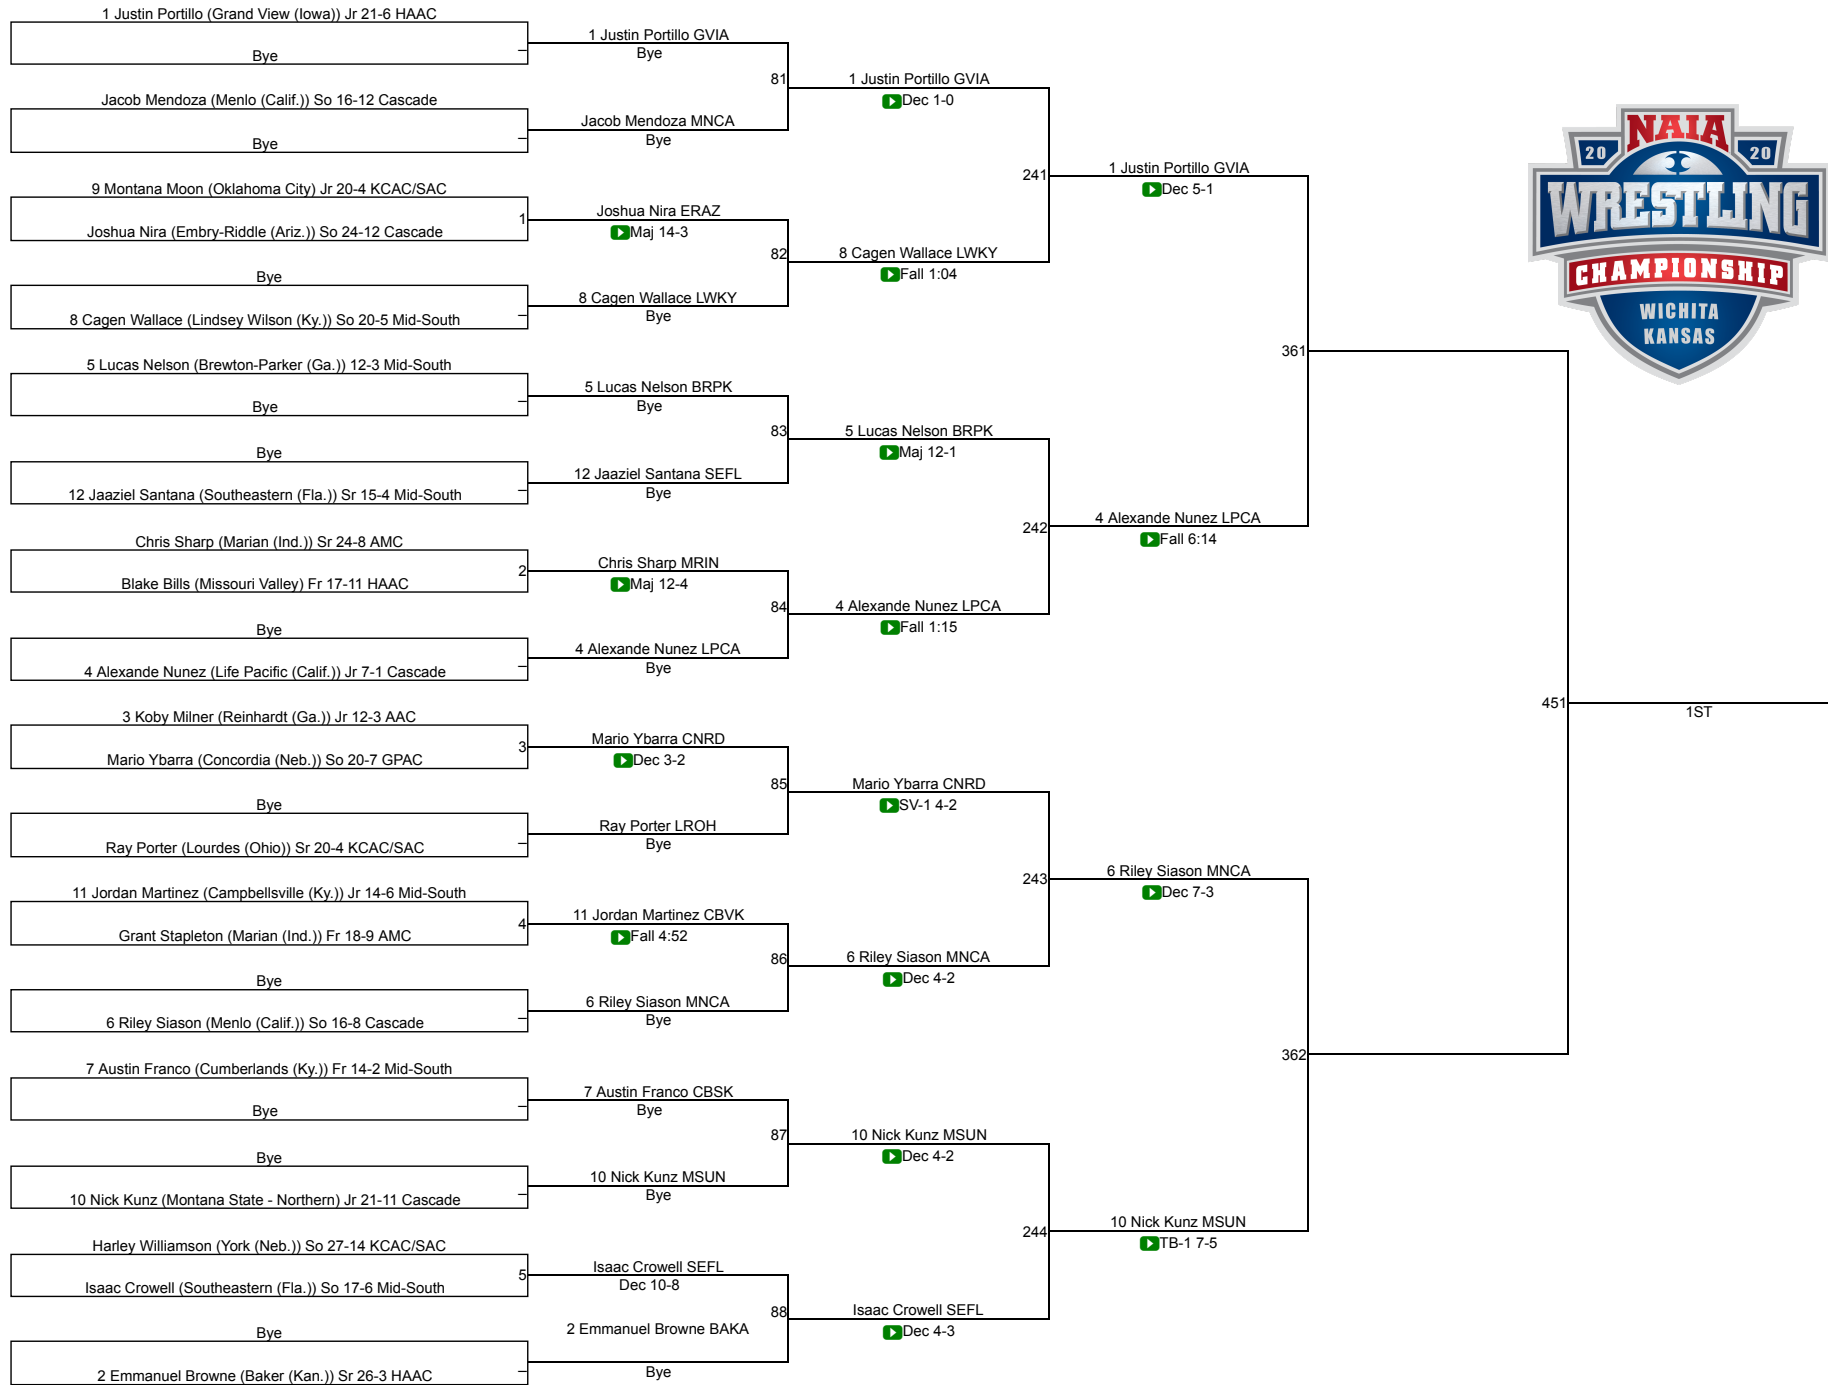 1 Justin Portillo (Grand View (Iowa)) Jr 21-6 HAAC
Bye
_
Jacob Mendoza (Menlo (Calif.)) So 16-12 Cascade
Bye
_
9 Montana Moon (Oklahoma City) Jr 20-4 KCAC/SAC
1
Joshua Nira (Embry-Riddle (Ariz.)) So 24-12 Cascade
Bye
_
8 Cagen Wallace (Lindsey Wilson (Ky.)) So 20-5 Mid-South
5 Lucas Nelson (Brewton-Parker (Ga.)) 12-3 Mid-South
_
Bye
Bye
_
12 Jaaziel Santana (Southeastern (Fla.)) Sr 15-4 Mid-South
Chris Sharp (Marian (Ind.)) Sr 24-8 AMC
2
Blake Bills (Missouri Valley) Fr 17-11 HAAC
Bye
_
4 Alexande Nunez (Life Pacific (Calif.)) Jr 7-1 Cascade
3 Koby Milner (Reinhardt (Ga.)) Jr 12-3 AAC
3
Mario Ybarra (Concordia (Neb.)) So 20-7 GPAC
Bye
_
Ray Porter (Lourdes (Ohio)) Sr 20-4 KCAC/SAC
11 Jordan Martinez (Campbellsville (Ky.)) Jr 14-6 Mid-South
4
Grant Stapleton (Marian (Ind.)) Fr 18-9 AMC
Bye
_
6 Riley Siason (Menlo (Calif.)) So 16-8 Cascade
7 Austin Franco (Cumberlands (Ky.)) Fr 14-2 Mid-South
_
Bye
Bye
_
10 Nick Kunz (Montana State - Northern) Jr 21-11 Cascade
Harley Williamson (York (Neb.)) So 27-14 KCAC/SAC
5
Isaac Crowell (Southeastern (Fla.)) So 17-6 Mid-South
Bye
_
2 Emmanuel Browne (Baker (Kan.)) Sr 26-3 HAAC
1 Justin Portillo GVIA
Bye
81
Jacob Mendoza MNCA
Bye
Joshua Nira ERAZ
Maj 14-3
82
8 Cagen Wallace LWKY
Bye
5 Lucas Nelson BRPK
Bye
83
12 Jaaziel Santana SEFL
Bye
Chris Sharp MRIN
Maj 12-4
84
4 Alexande Nunez LPCA
Bye
Mario Ybarra CNRD
Dec 3-2
85
Ray Porter LROH
Bye
11 Jordan Martinez CBVK
Fall 4:52
86
6 Riley Siason MNCA
Bye
7 Austin Franco CBSK
Bye
87
10 Nick Kunz MSUN
Bye
Isaac Crowell SEFL
Dec 10-8
88
2 Emmanuel Browne BAKA
Bye
1 Justin Portillo GVIA
Dec 1-0
241
8 Cagen Wallace LWKY
Fall 1:04
5 Lucas Nelson BRPK
Maj 12-1
242
4 Alexande Nunez LPCA
Fall 1:15
Mario Ybarra CNRD
SV-1 4-2
243
6 Riley Siason MNCA
Dec 4-2
10 Nick Kunz MSUN
Dec 4-2
244
Isaac Crowell SEFL
Dec 4-3
1 Justin Portillo GVIA
Dec 5-1
361
4 Alexande Nunez LPCA
Fall 6:14
6 Riley Siason MNCA
Dec 7-3
362
10 Nick Kunz MSUN
TB-1 7-5
451
1ST
NAIA
20 20
WRESTLING
CHAMPIONSHIP
WICHITA
KANSAS